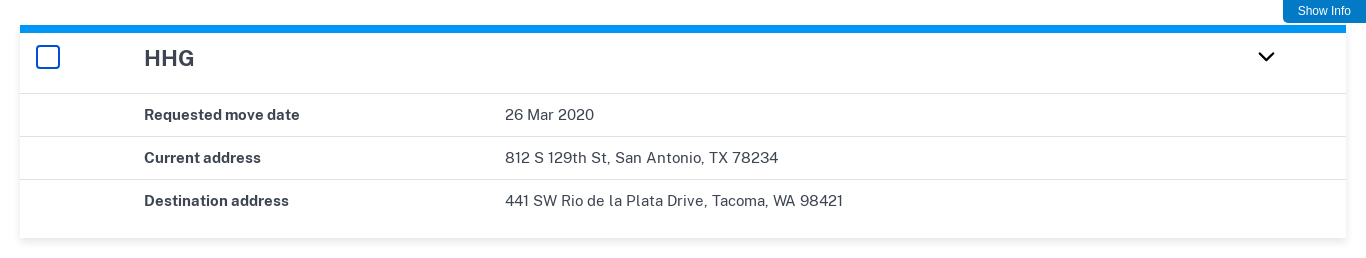 Show Info
HHG
Requested move date 26 Mar 2020
Current address 812 S 129th St, San Antonio, TX 78234
Destination address 441 SW Rio de la Plata Drive, Tacoma, WA 98421